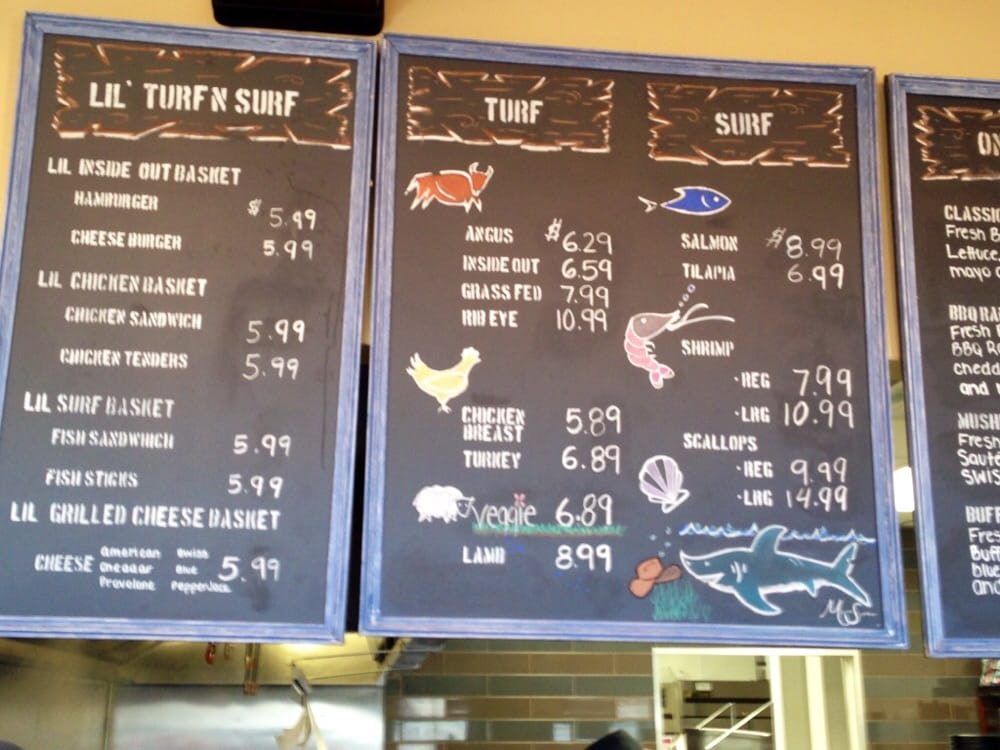 LIL' TURF N SURF
LIL INSIDE OUT BASKET
HAMBURGER $5.99
CHEESE BURGER 5.99
LIL CHICKEN BASKET
CHICKEN SANDWICH 5.99
CHICKEN TENDERS 5.99
LIL SURF BASKET
FISH SANDWHICH 5.99
FISH STICKS 5.99
LIL GRILLED CHEESE BASKET
CHEESE 5.99
american swiss
cheddar blue
Provolone PepperJack
TURF
ANGUS $6.29
INSIDE OUT 6.59
GRASS FED 7.99
RIB EYE 10.99
CHICKEN
BREAST 5.89
TURKEY 6.89
veggie 6.89
LAMB 8.99
SURF
SALMON $8.99
TILAPIA 6.99
SHRIMP
·REG 7.99
·LRG 10.99
SCALLOPS
·REG 9.99
·LRG 14.99
CLASSIC
Fresh B
Lettuce,
mayo
BBQ
Fresh
BBQ
chedd
and
Fresh
Sauté
SWIS
BUFF
Fres
Buff
blue
and